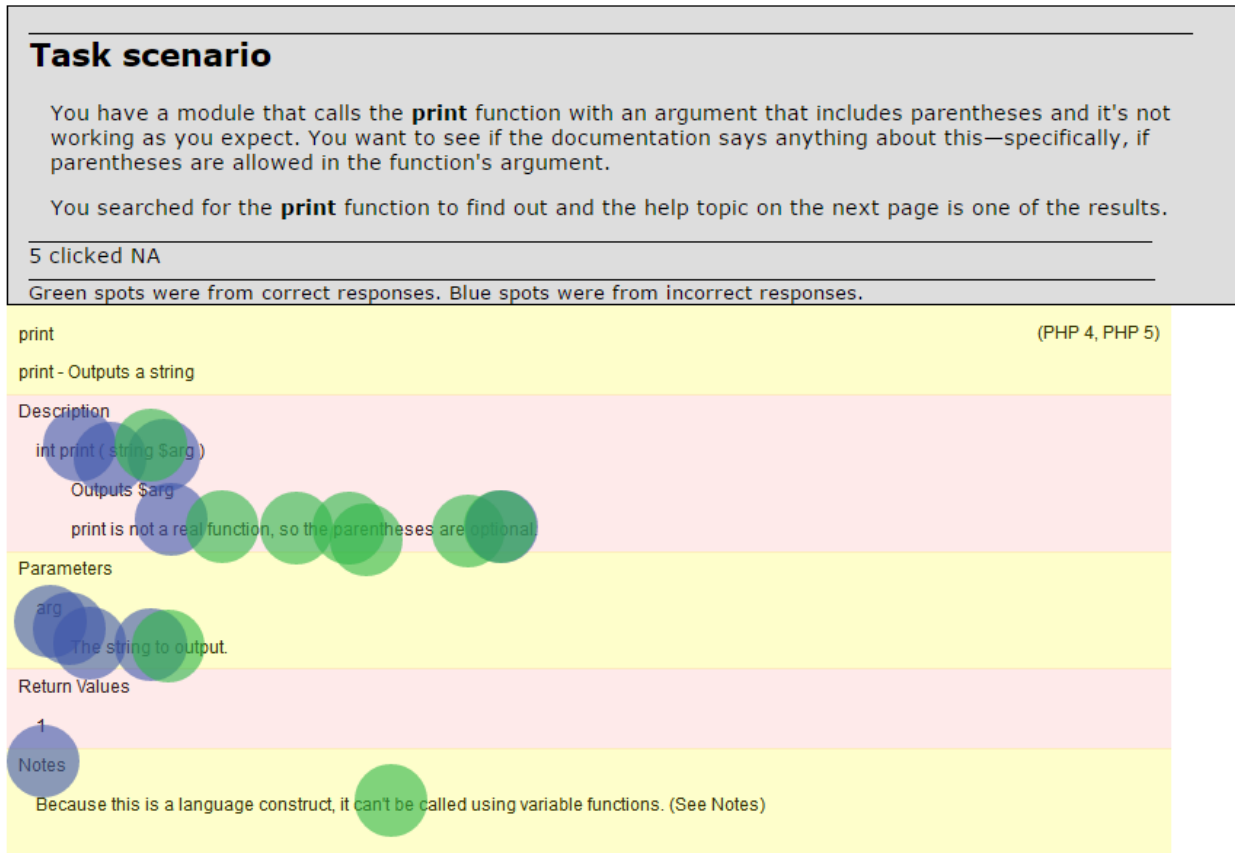 Task scenario
You have a module that calls the print function with an argument that includes parentheses and it's not
working as you expect. You want to see if the documentation says anything about this—specifically, if
parentheses are allowed in the function's argument.
You searched for the print function to find out and the help topic on the next page is one of the results.
5 clicked NA
Green spots were from correct responses. Blue spots were from incorrect responses.
print (PHP 4, PHP 5)
print - Outputs a string
Description
int print ( string $arg )
Outputs $arg
print is not a real function, so the parentheses are optional.
Parameters
arg
The string to output.
Return Values
1
Notes
Because this is a language construct, it can't be called using variable functions. (See Notes)